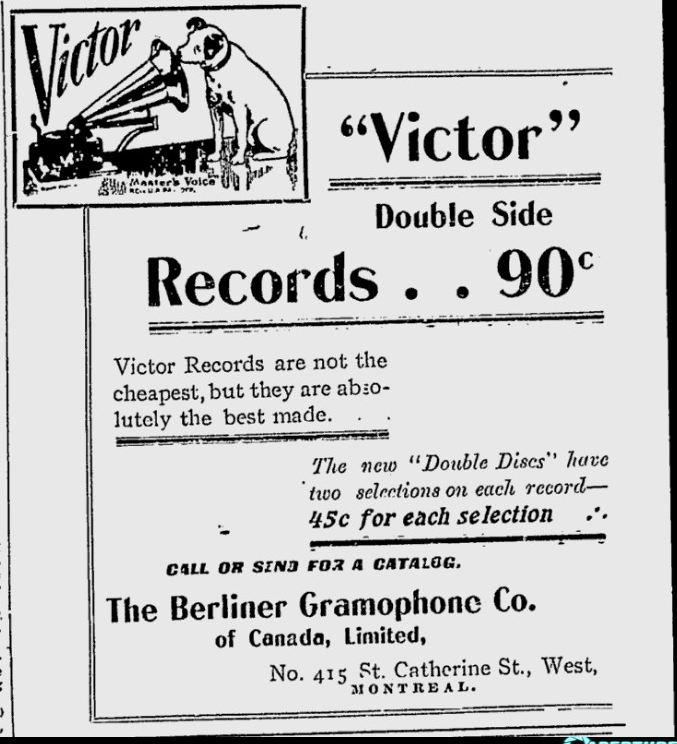 Victor
His Master's Voice
"Victor"
Double Side
Records . . 90c
Victor Records are not the
cheapest, but they are abso-
lutely the best made. . .
The new "Double Discs" have
two selections on each record—
45c for each selection
CALL OR SEND FOR A CATALOG.
The Berliner Gramophone Co.
of Canada, Limited,
No. 415 St. Catherine St., West,
MONTREAL.